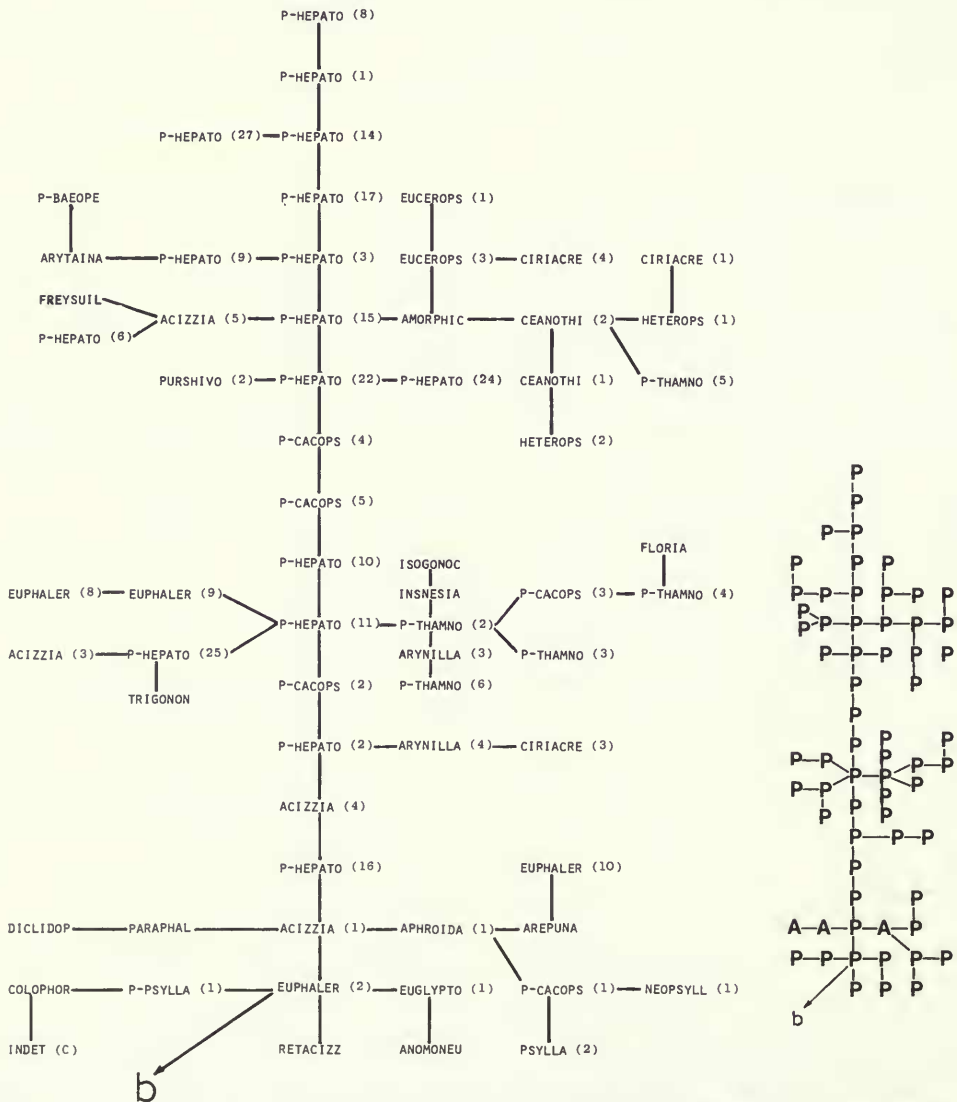 P-HEPATO (8)
P-HEPATO (1)
P-HEPATO (27) P-HEPATO (14)
P-BAEOPE P-HEPATO (17) EUCEROPS (1)
ARYTAINA P-HEPATO (9) P-HEPATO (3) EUCEROPS (3) CIRIACRE (4) CIRIACRE (1)
FREYSUIL
ACIZZIA (5) P-HEPATO (15) AMORPHIC CEANOTHI (2) HETEROPS (1)
P-HEPATO (6)
PURSHIVO (2) P-HEPATO (22) P-HEPATO (24) CEANOTHI (1) P-THAMNO (5)
P-CACOPS (4) HETEROPS (2)
P-CACOPS (5)
FLORIA
P-HEPATO (10) ISOGONOC
EUPHALER (8) EUPHALER (9) INSNESIA P-CACOPS (3) P-THAMNO (4)
P-HEPATO (11) P-THAMNO (2)
ACIZZIA (3) P-HEPATO (25) ARYNILLA (3) P-THAMNO (3)
P-CACOPS (2) P-THAMNO (6)
TRIGONON
P-HEPATO (2) ARYNILLA (4) CIRIACRE (3)
ACIZZIA (4)
P-HEPATO (16) EUPHALER (10)
DICLIDOP PARAPHAL ACIZZIA (1) APHROIDA (1) AREPUNA
COLOPHOR P-PSYLLA (1) EUPHALER (2) EUGLYPTO (1) P-CACOPS (1) NEOPSYLL (1)
INDET (C) RETACIZZ ANOMONEU PSYLLA (2)
b
P
P
P P
P P P
P P P P P P P
P
P P P P P P
P
P P P P P
P P
P
P P P
P P P P P
P P
P P P P
P P P
P P P
P
P
P P
A A P A P
P P P P P P P
P P P
b